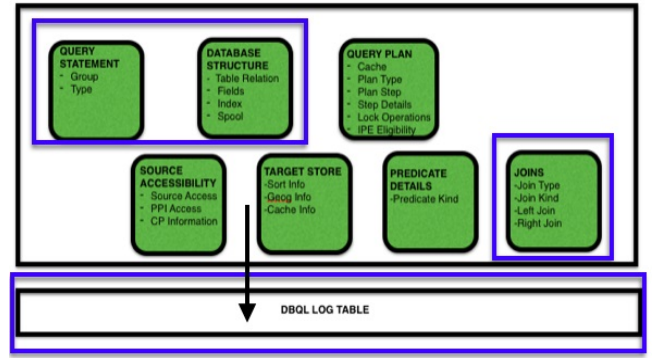 QUERY
STATEMENT
- Group
- Type
DATABASE
STRUCTURE
- Table Relation
- Fields
- Index
- Spool
QUERY PLAN
- Cache
- Plan Type
- Plan Step
- Step Details
- Lock Operations
- IPE Eligibility
SOURCE
ACCESSIBILITY
- Source Access
- PPI Access
- CP Information
TARGET STORE
-Sort Info
-Geog Info
-Cache Info
PREDICATE
DETAILS
-Predicate Kind
JOINS
-Join Type
-Join Kind
-Left Join
-Right Join
DBQL LOG TABLE